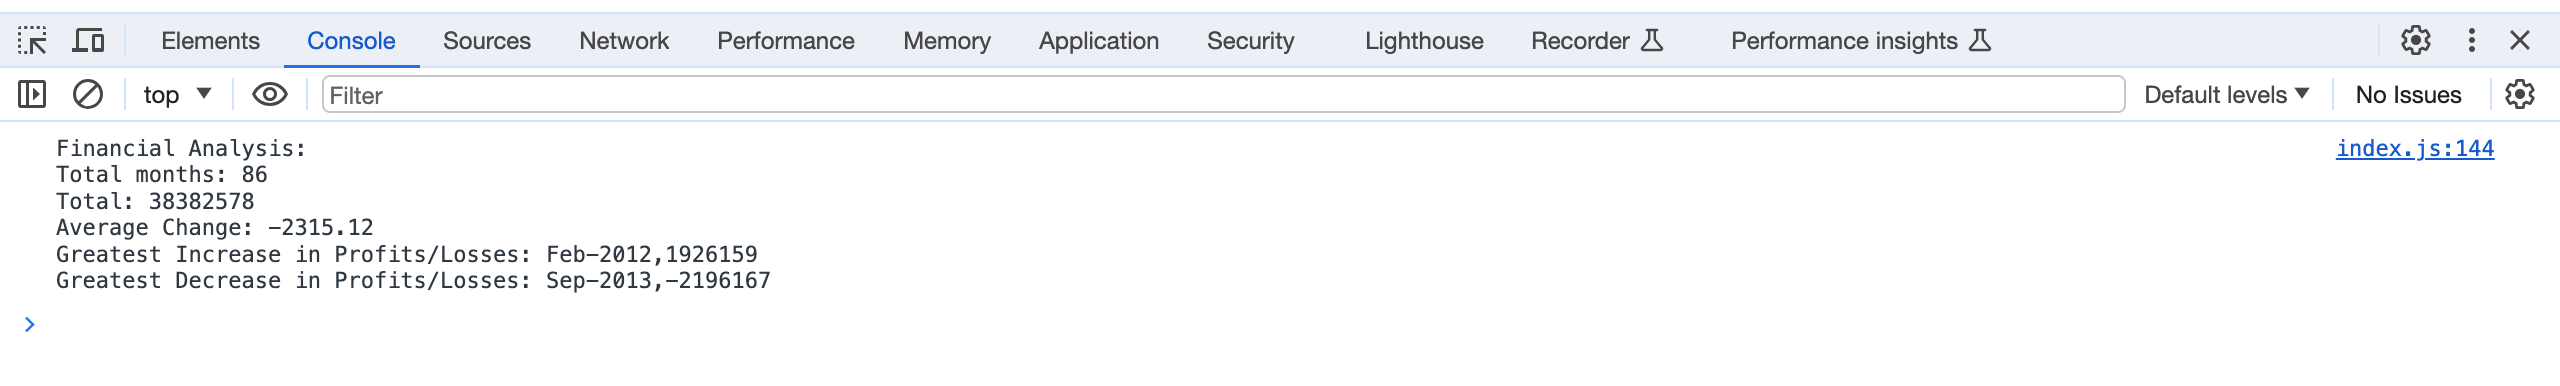 Elements Console Sources Network Performance Memory Application Security Lighthouse Recorder Performance insights
top Filter Default levels No Issues
Financial Analysis: index.js:144
Total months: 86
Total: 38382578
Average Change: -2315.12
Greatest Increase in Profits/Losses: Feb-2012,1926159
Greatest Decrease in Profits/Losses: Sep-2013,-2196167